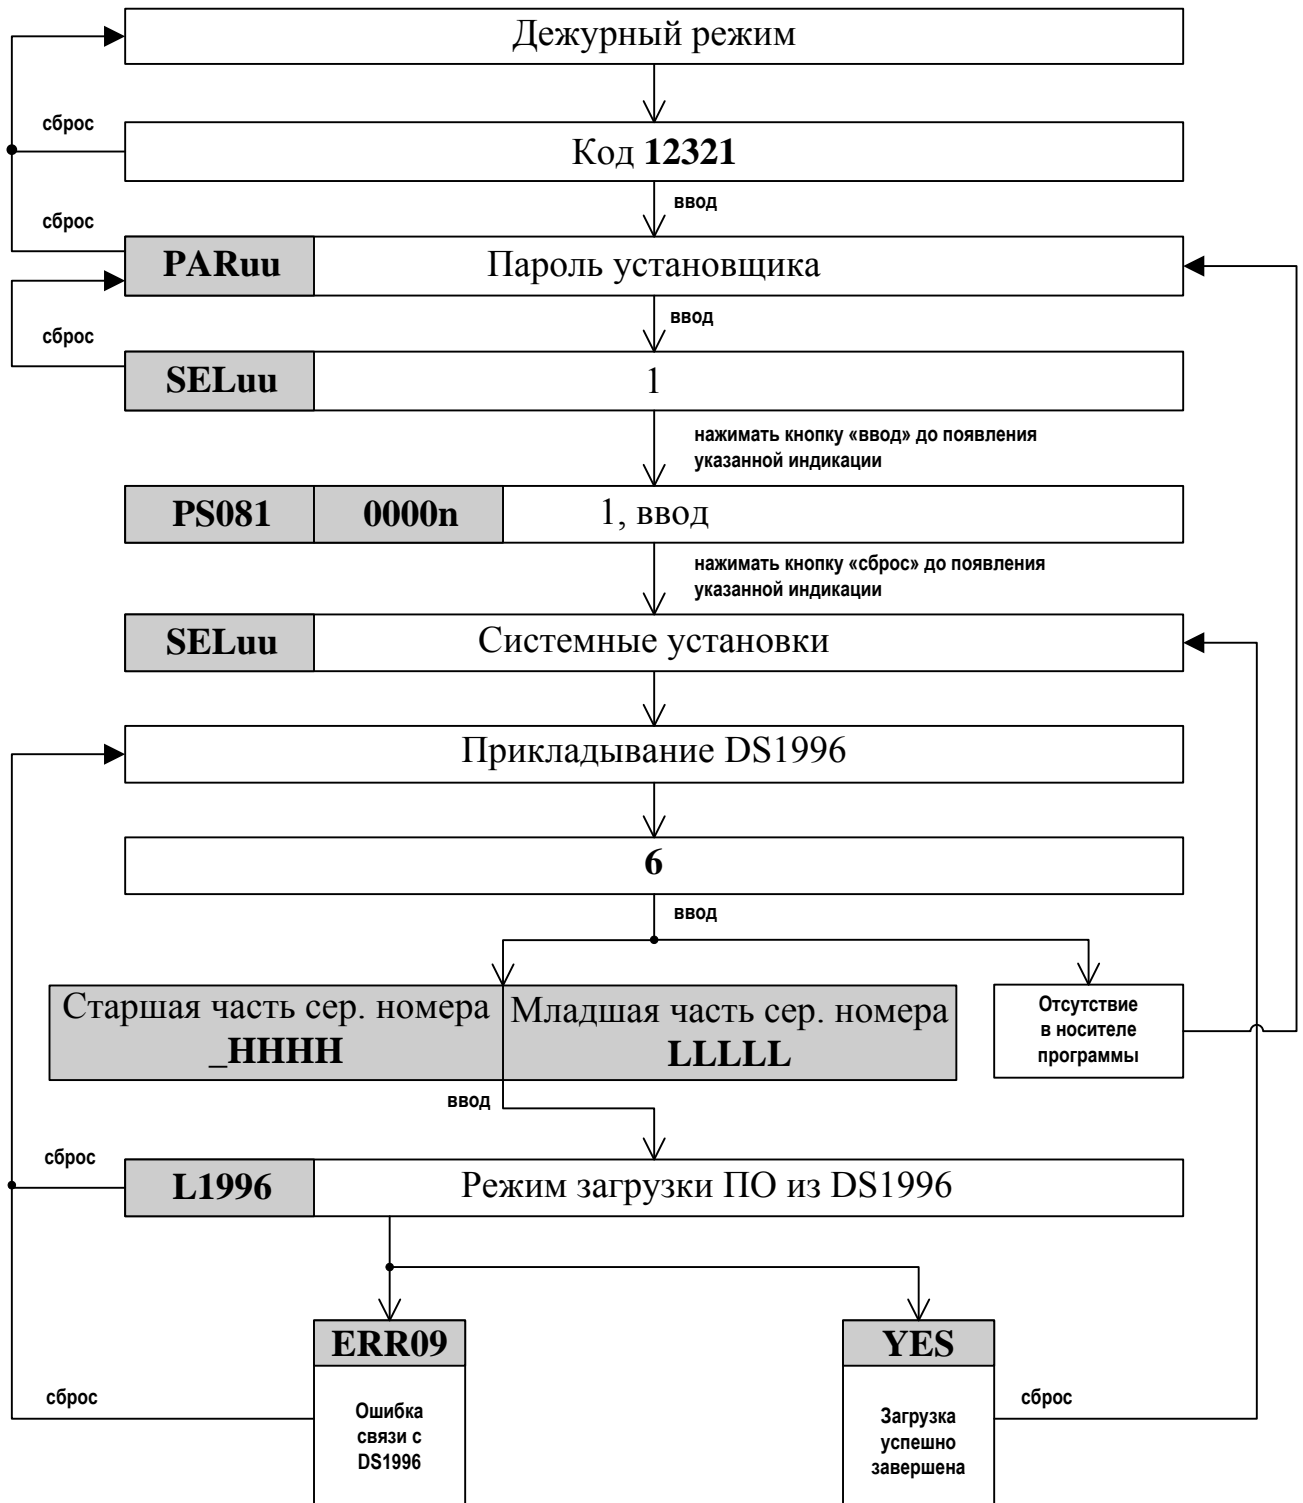 Дежурный режим
сброс
Код 12321
ввод
сброс
PARuu
Пароль установщика
ввод
сброс
SELuu
1
нажимать кнопку «ввод» до появления
указанной индикации
PS081
0000n
1, ввод
нажимать кнопку «сброс» до появления
указанной индикации
SELuu
Системные установки
Прикладывание DS1996
6
ввод
Старшая часть сер. номера
_HHHH
Младшая часть сер. номера
LLLLL
Отсутствие
в носителе
программы
ввод
сброс
L1996
Режим загрузки ПО из DS1996
ERR09
YES
сброс
Ошибка
связи с
DS1996
Загрузка
успешно
завершена
сброс